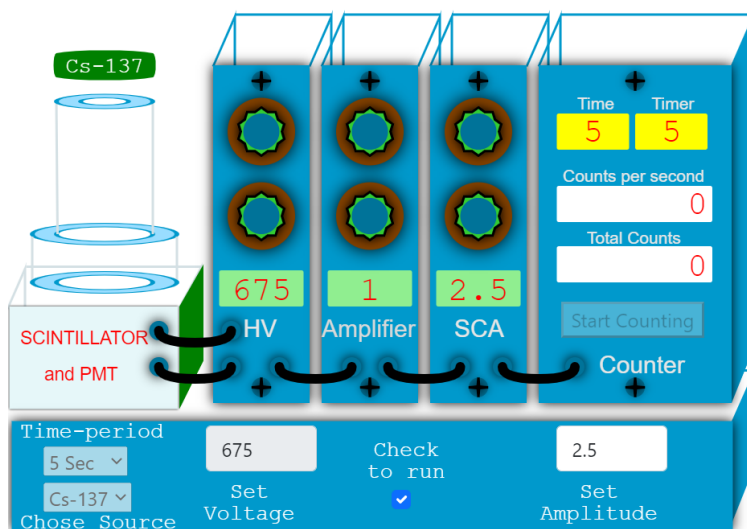 Cs-137
SCINTILLATOR
and PMT
675
HV
1
Amplifier
2.5
SCA
Time Timer
5 5
Counts per second
0
Total Counts
0
Start Counting
Counter
Time-period
5 Sec
Cs-137
Chose Source
675
Set
Voltage
Check
to run
2.5
Set
Amplitude